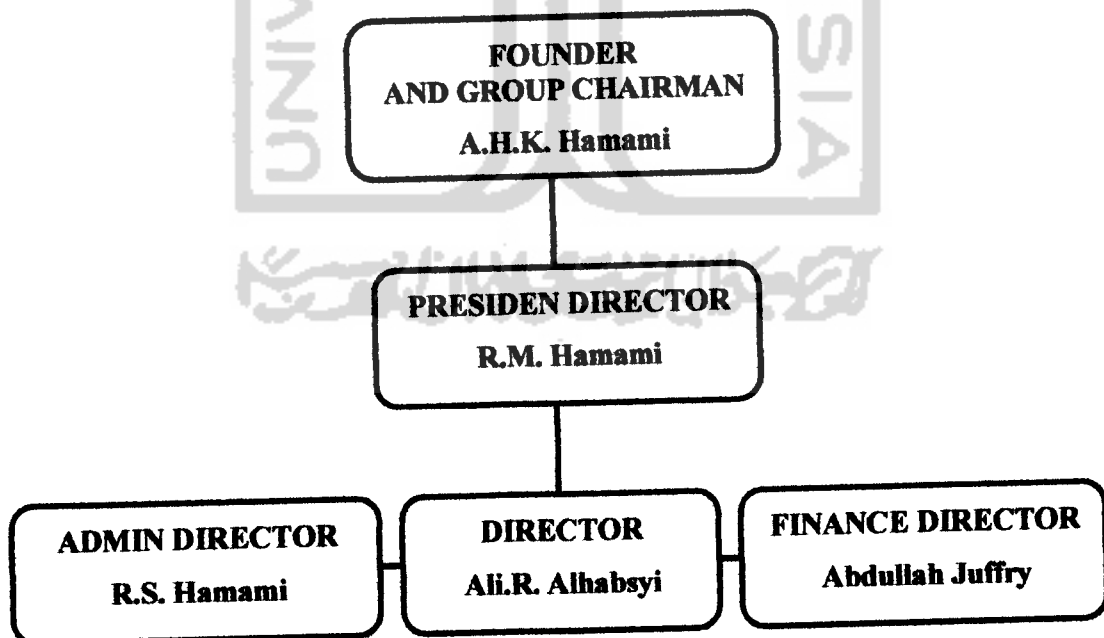 FOUNDER
AND GROUP CHAIRMAN
A.H.K. Hamami
PRESIDEN DIRECTOR
R.M. Hamami
ADMIN DIRECTOR
R.S. Hamami
DIRECTOR
Ali.R. Alhabsyi
FINANCE DIRECTOR
Abdullah Juffry